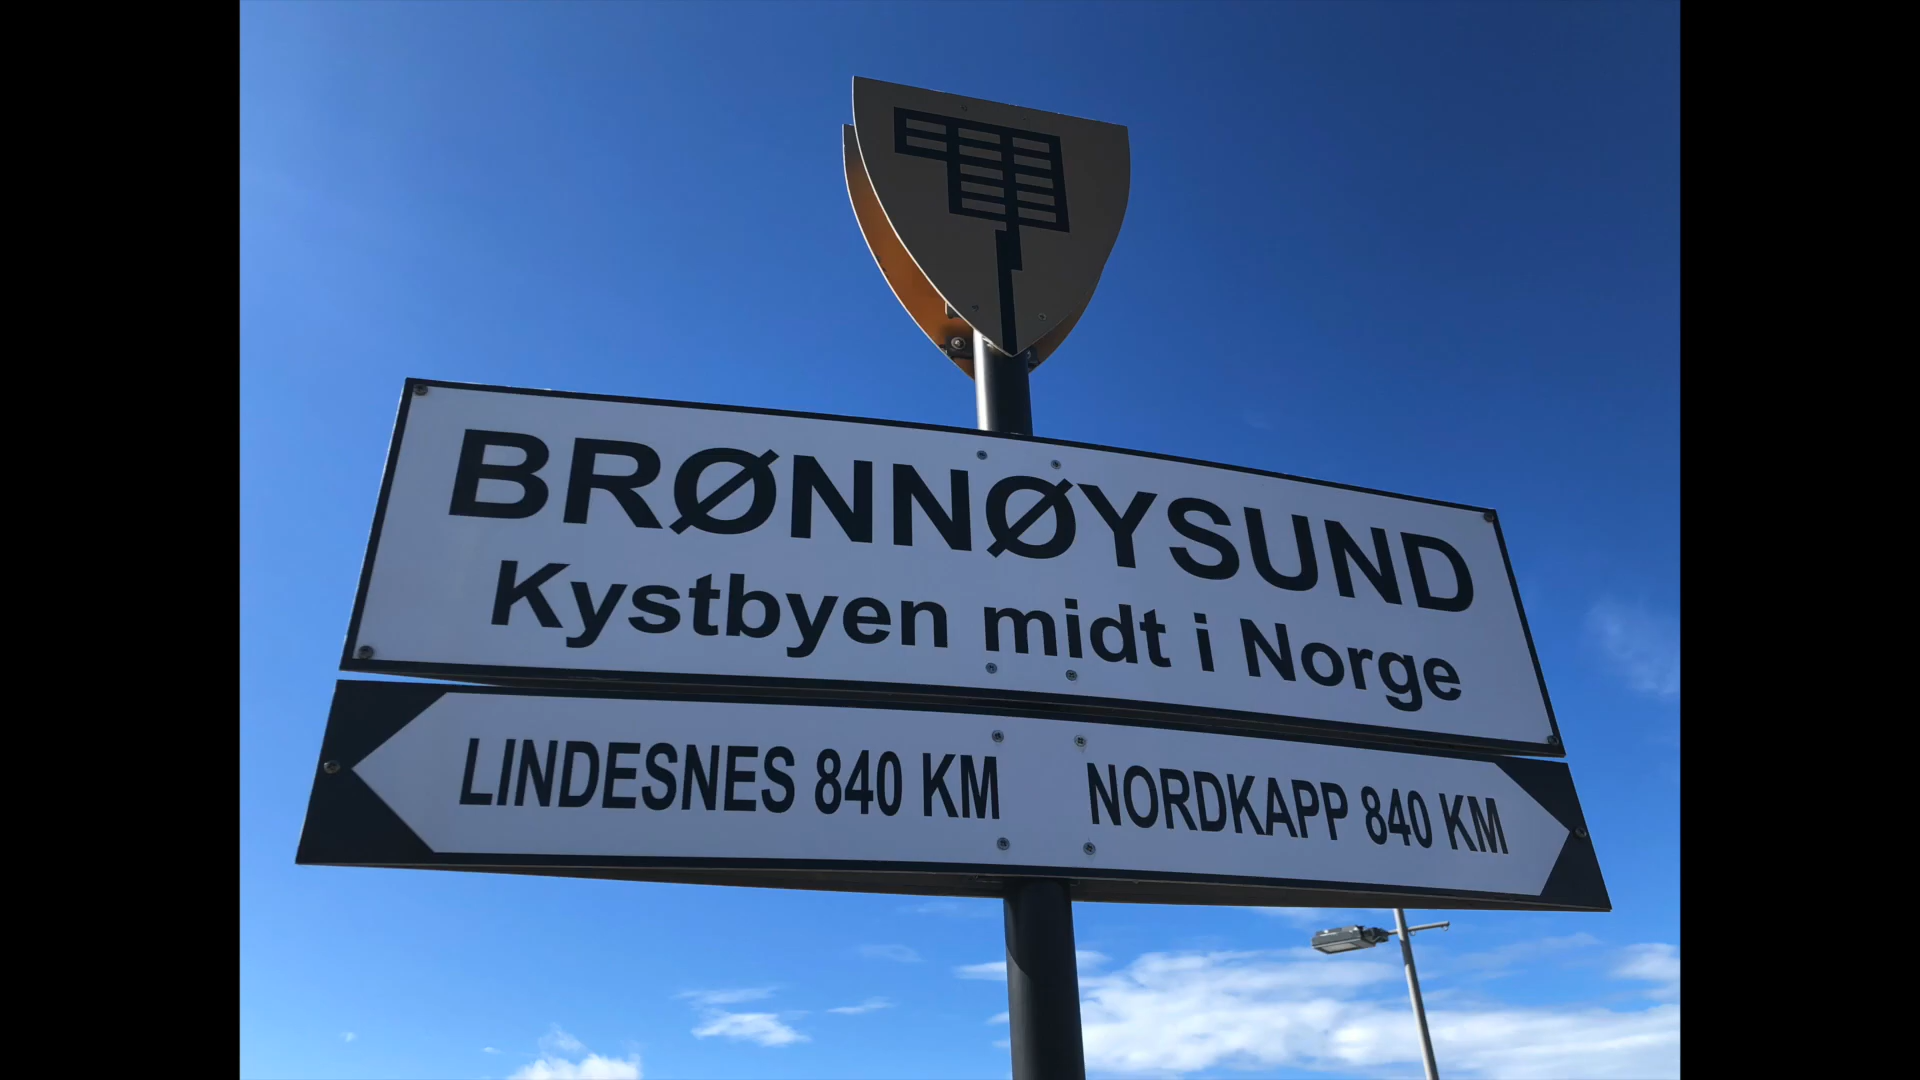 BRØNNØYSUND
Kystbyen midt i Norge
LINDESNES 840 KM NORDKAPP 840 KM